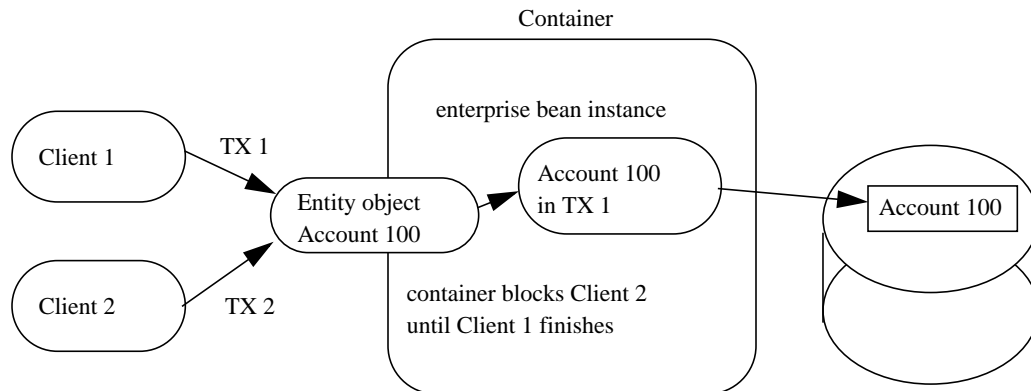 Container
enterprise bean instance
Client 1
TX 1
Entity object
Account 100
Account 100
in TX 1
Account 100
Client 2
TX 2
container blocks Client 2
until Client 1 finishes